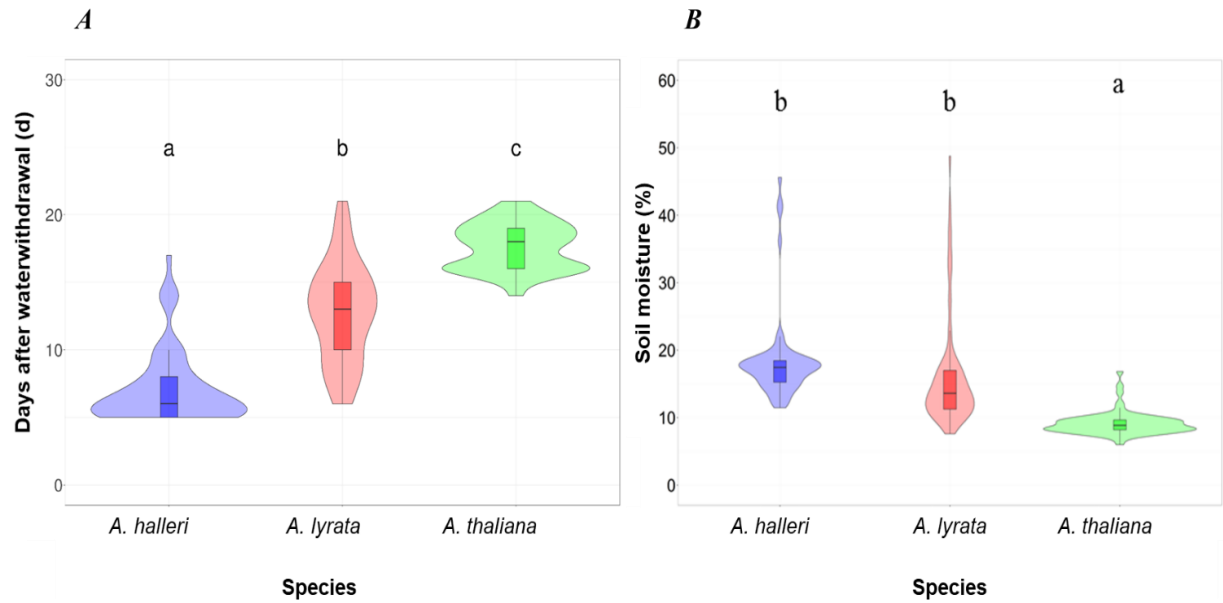 A
B
Days after waterwithdrawal (d)
30
20
10
0
a b c
A. halleri A. lyrata A. thaliana
Species
Soil moisture (%)
60
50
40
30
20
10
0
b b a
A. halleri A. lyrata A. thaliana
Species